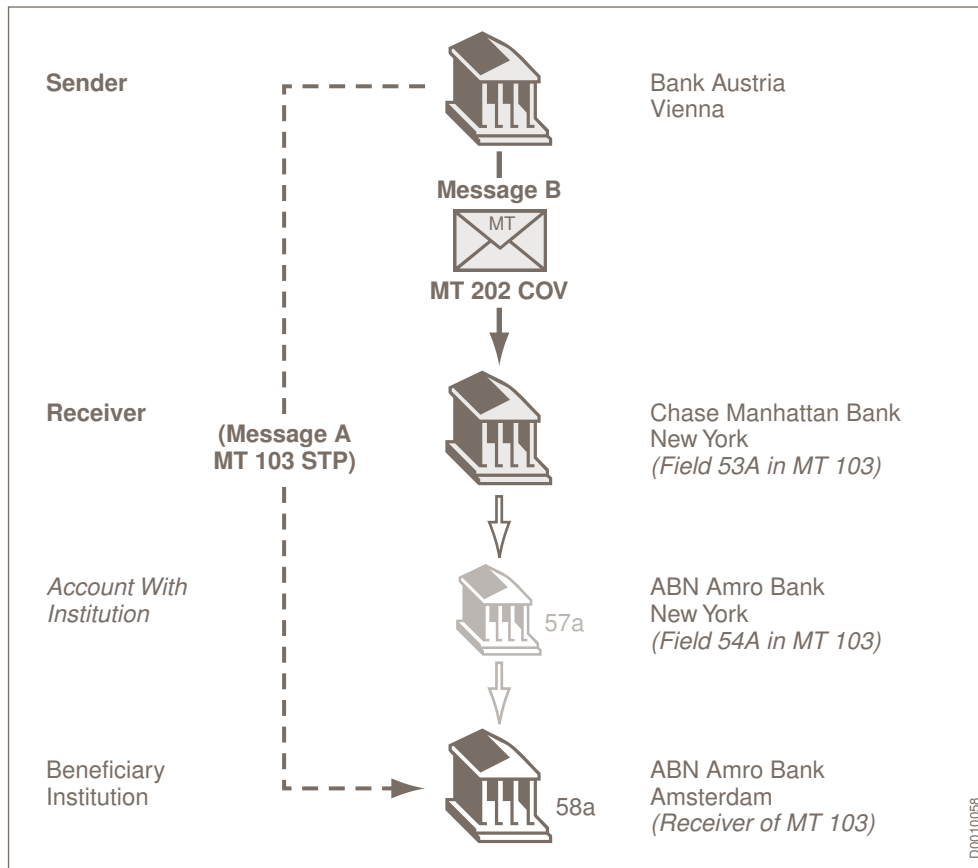 Sender
Bank Austria
Vienna
Message B
MT
MT 202 COV
Receiver
(Message A
MT 103 STP)
Chase Manhattan Bank
New York
(Field 53A in MT 103)
Account With
Institution
57a
ABN Amro Bank
New York
(Field 54A in MT 103)
Beneficiary
Institution
58a
ABN Amro Bank
Amsterdam
(Receiver of MT 103)
D0010058